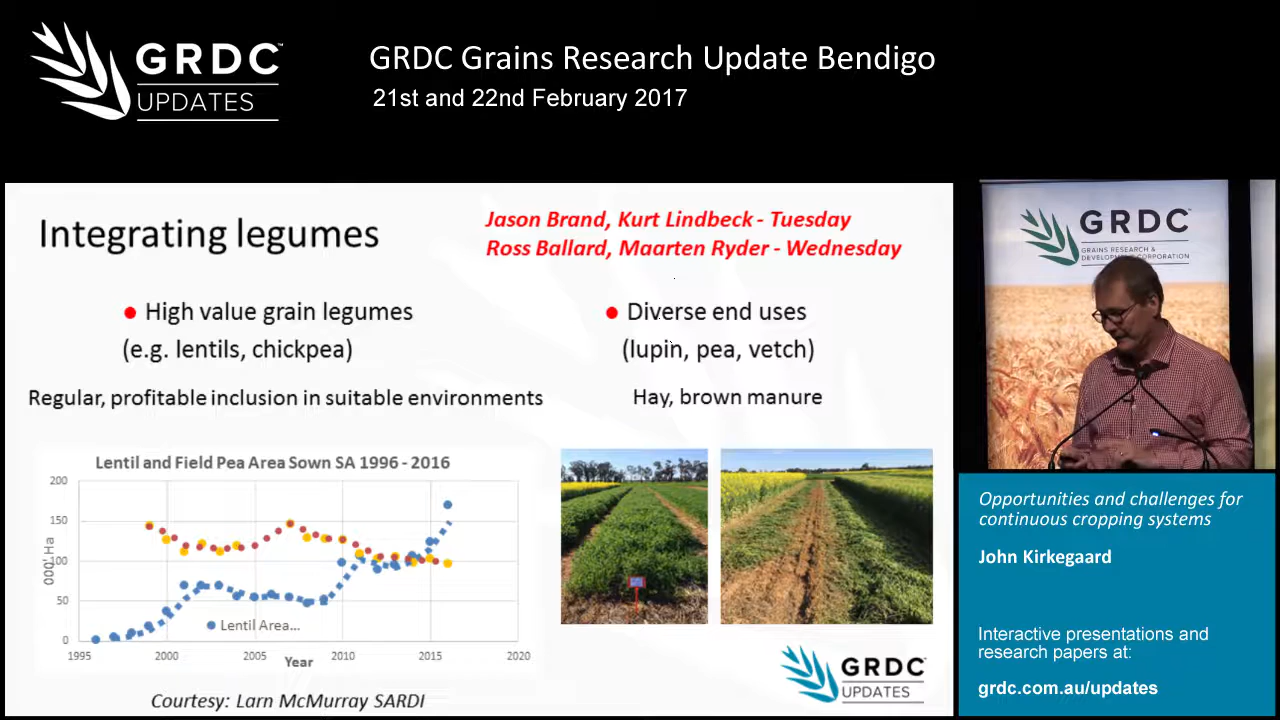 GRDC
UPDATES
GRDC Grains Research Update Bendigo
21st and 22nd February 2017
Integrating legumes
Jason Brand, Kurt Lindbeck - Tuesday
Ross Ballard, Maarten Ryder - Wednesday
High value grain legumes
(e.g. lentils, chickpea)
Regular, profitable inclusion in suitable environments
Diverse end uses
(lupin, pea, vetch)
Hay, brown manure
Lentil and Field Pea Area Sown SA 1996 - 2016
200
150
100
50
0
000' Ha
Lentil Area...
1995
2000
2005
2010
2015
2020
Year
Courtesy: Larn McMurray SARDI
GRDC
UPDATES
GRDC
GRAINS RESEARCH &
DEVELOPMENT CORPORATION
Opportunities and challenges for
continuous cropping systems
John Kirkegaard
Interactive presentations and
research papers at:
grdc.com.au/updates